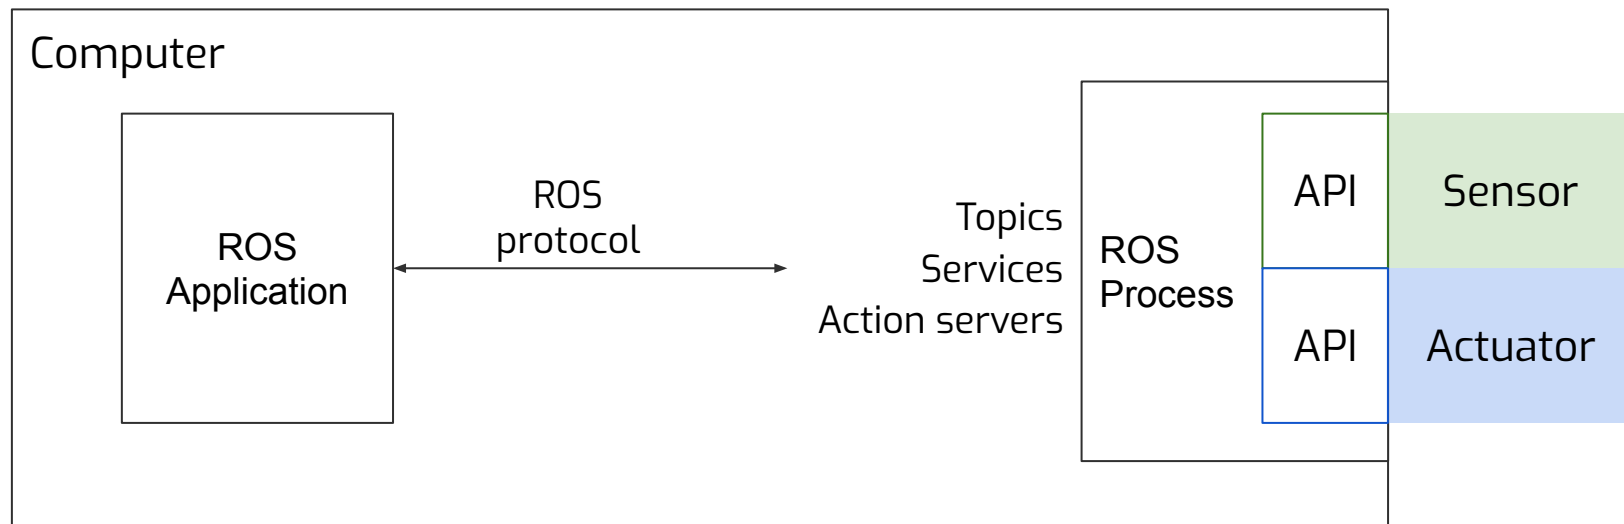 Computer
ROS
Application
ROS
protocol
Topics
Services
Action servers
ROS
Process
API
Sensor
API
Actuator